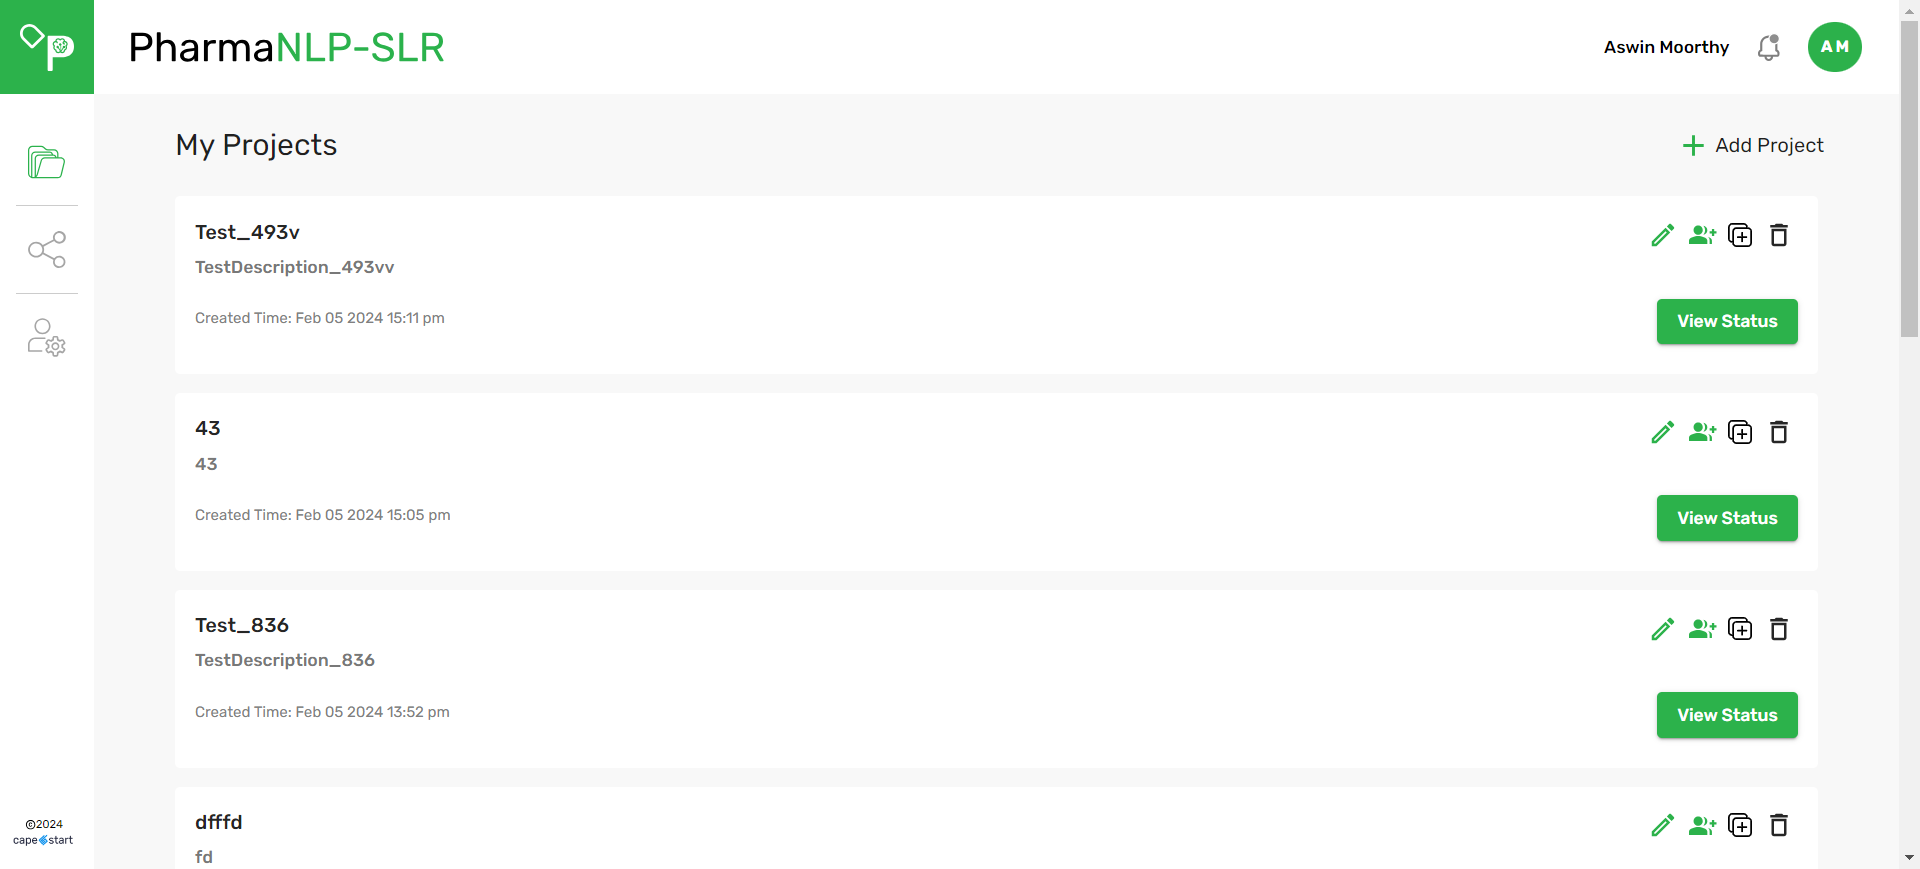 PharmaNLP-SLR
Aswin Moorthy
AM
My Projects
Add Project
Test_493v
TestDescription_493vv
Created Time: Feb 05 2024 15:11 pm
View Status
43
43
Created Time: Feb 05 2024 15:05 pm
View Status
Test_836
TestDescription_836
Created Time: Feb 05 2024 13:52 pm
View Status
dfffd
fd
©2024
cape start